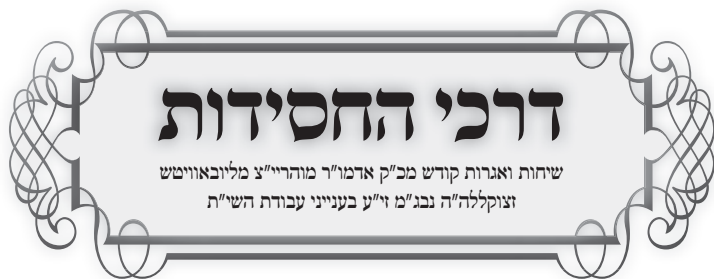 דרכי החסידות
שיחות ואגרות קודש מכ"ק אדמו"ר מוהריי"צ מליובאוויטש
זצוקללה"ה נבג"מ זי"ע בענייני עבודת השי"ת